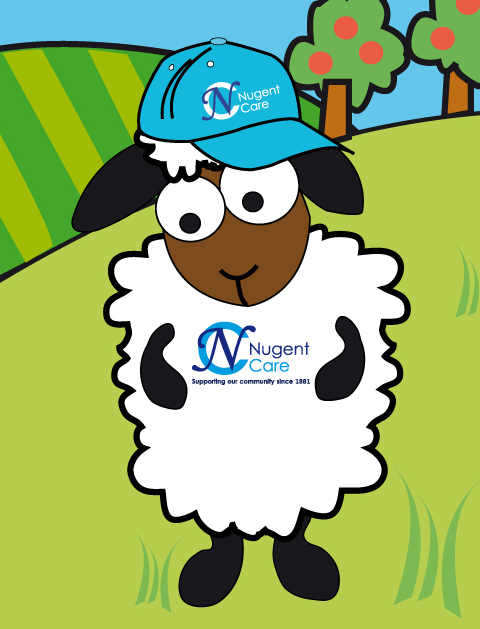 Nugent
Care
Nugent
Care
Supporting our community since 1881